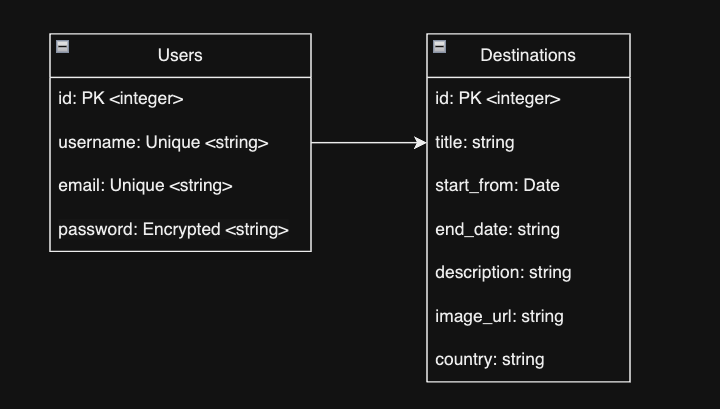 Users
id: PK <integer>
username: Unique <string>
email: Unique <string>
password: Encrypted <string>
Destinations
id: PK <integer>
title: string
start_from: Date
end_date: string
description: string
image_url: string
country: string